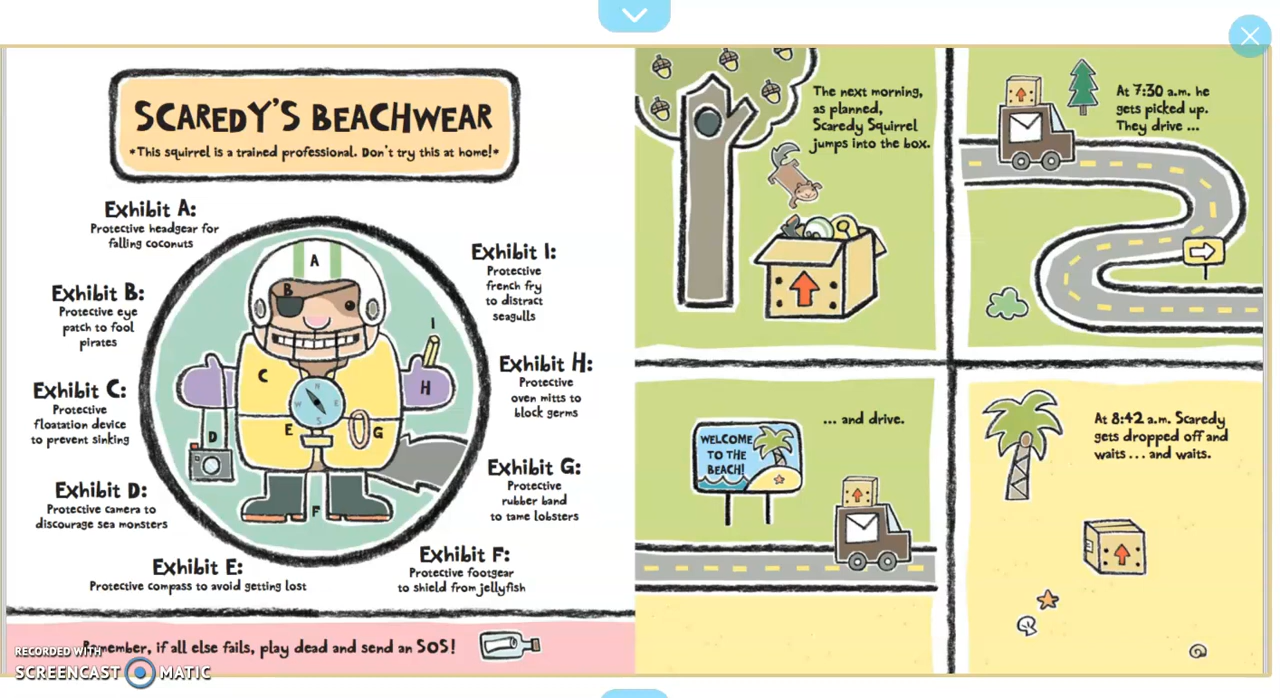 SCAREDY'S BEACHWEAR
*This squirrel is a trained professional. Don't try this at home!*
Exhibit A:
Protective headgear for
falling coconuts
Exhibit B:
Protective eye
patch to fool
pirates
Exhibit C:
Protective
floatation device
to prevent sinking
Exhibit D:
Protective camera to
discourage sea monsters
Exhibit E:
Protective compass to avoid getting lost
Exhibit I:
Protective
french fry
to distract
seagulls
Exhibit H:
Protective
oven mitts to
block germs
Exhibit G:
Protective
rubber band
to tame lobsters
Exhibit F:
Protective footgear
to shield from jellyfish
A
B
I
C
H
N
W E
S
E
G
D
F
Remember, if all else fails, play dead and send an SOS!
RECORDED WITH
SCREENCAST MATIC
The next morning,
as planned,
Scaredy Squirrel
jumps into the box.
At 7:30 a.m. he
gets picked up.
They drive ...
... and drive.
WELCOME
TO THE
BEACH!
At 8:42 a.m. Scaredy
gets dropped off and
waits ... and waits.